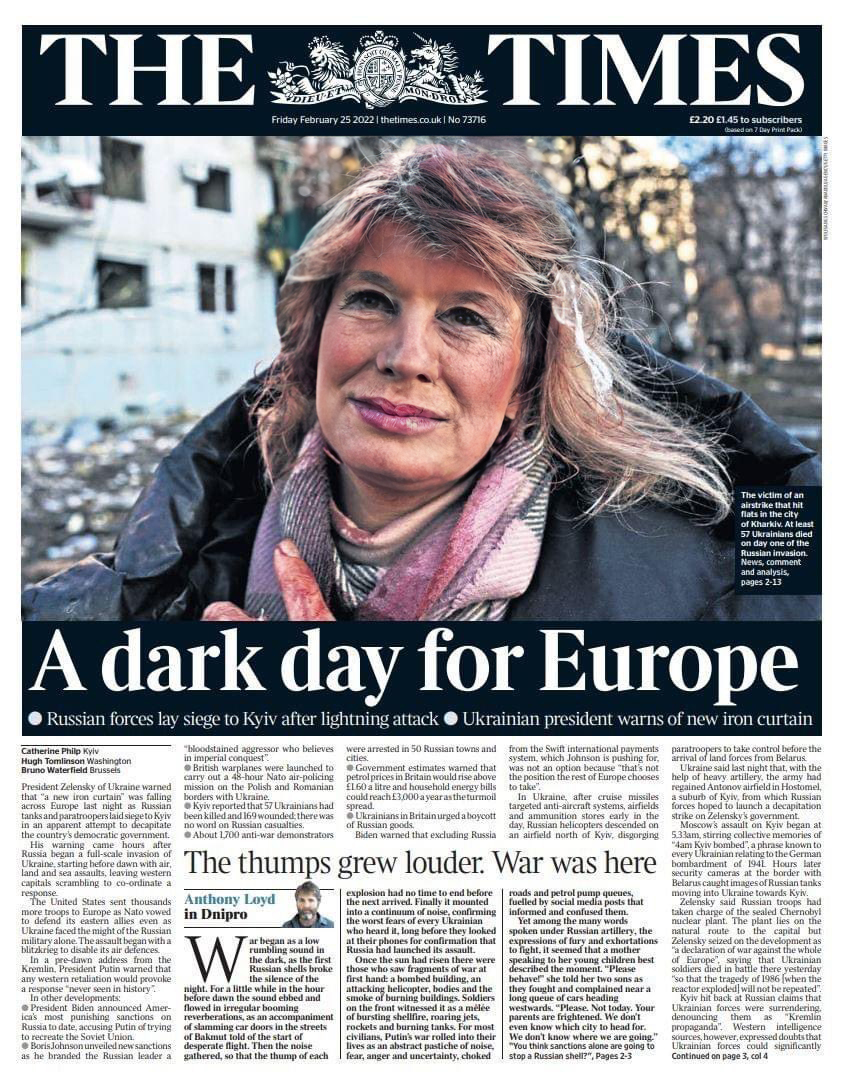 THE TIMES
DIEU ET MON DROIT
Friday February 25 2022 | thetimes.co.uk | No 73716
£2.20 £1.45 to subscribers
(based on 7 Day Print Pack)
The victim of an
airstrike that hit
flats in the city
of Kharkiv. At least
57 Ukrainians died
on day one of the
Russian invasion.
News, comment
and analysis,
pages 2-13
A dark day for Europe
● Russian forces lay siege to Kyiv after lightning attack ● Ukrainian president warns of new iron curtain
Catherine Philp Kyiv
Hugh Tomlinson Washington
Bruno Waterfield Brussels
President Zelensky of Ukraine warned
that “a new iron curtain” was falling
across Europe last night as Russian
tanks and paratroopers laid siege to Kyiv
in an apparent attempt to decapitate
the country’s democratic government.
His warning came hours after
Russia began a full-scale invasion of
Ukraine, starting before dawn with air,
land and sea assaults, leaving western
capitals scrambling to co-ordinate a
response.
The United States sent thousands
more troops to Europe as Nato vowed
to defend its eastern allies even as
Ukraine faced the might of the Russian
military alone. The assault began with a
blitzkrieg to disable its air defences.
In a pre-dawn address from the
Kremlin, President Putin warned that
any western retaliation would provoke
a response “never seen in history”.
In other developments:
● President Biden announced Amer-
ica’s most punishing sanctions on
Russia to date, accusing Putin of trying
to recreate the Soviet Union.
● Boris Johnson unveiled new sanctions
as he branded the Russian leader a
“bloodstained aggressor who believes
in imperial conquest”.
● British warplanes were launched to
carry out a 48-hour Nato air-policing
mission on the Polish and Romanian
borders with Ukraine.
● Kyiv reported that 57 Ukrainians had
been killed and 169 wounded; there was
no word on Russian casualties.
● About 1,700 anti-war demonstrators
were arrested in 50 Russian towns and
cities.
● Government estimates warned that
petrol prices in Britain would rise above
£1.60 a litre and household energy bills
could reach £3,000 a year as the turmoil
spread.
● Ukrainians in Britain urged a boycott
of Russian goods.
Biden warned that excluding Russia
from the Swift international payments
system, which Johnson is pushing for,
was not an option because “that’s not
the position the rest of Europe chooses
to take”.
In Ukraine, after cruise missiles
targeted anti-aircraft systems, airfields
and ammunition stores early in the
day, Russian helicopters descended on
an airfield north of Kyiv, disgorging
paratroopers to take control before the
arrival of land forces from Belarus.
Ukraine said last night that, with the
help of heavy artillery, the army had
regained Antonov airfield in Hostomel,
a suburb of Kyiv, from which Russian
forces hoped to launch a decapitation
strike on Zelensky’s government.
Moscow’s assault on Kyiv began at
5.33am, stirring collective memories of
“4am Kyiv bombed”, a phrase known to
every Ukrainian relating to the German
bombardment of 1941. Hours later
security cameras at the border with
Belarus caught images of Russian tanks
moving into Ukraine towards Kyiv.
Zelensky said Russian troops had
taken charge of the sealed Chernobyl
nuclear plant. The plant lies on the
natural route to the capital but
Zelensky seized on the development as
“a declaration of war against the whole
of Europe”, saying that Ukrainian
soldiers died in battle there yesterday
“so that the tragedy of 1986 [when the
reactor exploded] will not be repeated”.
Kyiv hit back at Russian claims that
Ukrainian forces were surrendering,
denouncing them as “Kremlin
propaganda”. Western intelligence
sources, however, expressed doubts that
Ukrainian forces could significantly
Continued on page 3, col 4
The thumps grew louder. War was here
Anthony Loyd
in Dnipro
War began as a low
rumbling sound in
the dark, as the first
Russian shells broke
the silence of the
night. For a little while in the hour
before dawn the sound ebbed and
flowed in irregular booming
reverberations, as an accompaniment
of slamming car doors in the streets
of Bakmut told of the start of
desperate flight. Then the noise
gathered, so that the thump of each
explosion had no time to end before
the next arrived. Finally it mounted
into a continuum of noise, confirming
the worst fears of every Ukrainian
who heard it, long before they looked
at their phones for confirmation that
Russia had launched its assault.
Once the sun had risen there were
those who saw fragments of war at
first hand: a bombed building, an
attacking helicopter, bodies and the
smoke of burning buildings. Soldiers
on the front witnessed it as a mêlée
of bursting shellfire, roaring jets,
rockets and burning tanks. For most
civilians, Putin’s war rolled into their
lives as an abstract pastiche of noise,
fear, anger and uncertainty, choked
roads and petrol pump queues,
fuelled by social media posts that
informed and confused them.
Yet among the many words
spoken under Russian artillery, the
expressions of fury and exhortations
to fight, it seemed that a mother
speaking to her young children best
described the moment. “Please
behave!” she told her two sons as
they fought and complained near a
long queue of cars heading
westwards. “Please. Not today. Your
parents are frightened. We don’t
even know which city to head for.
We don’t know where we are going.”
“You think sanctions alone are going to
stop a Russian shell?”, Pages 2-3